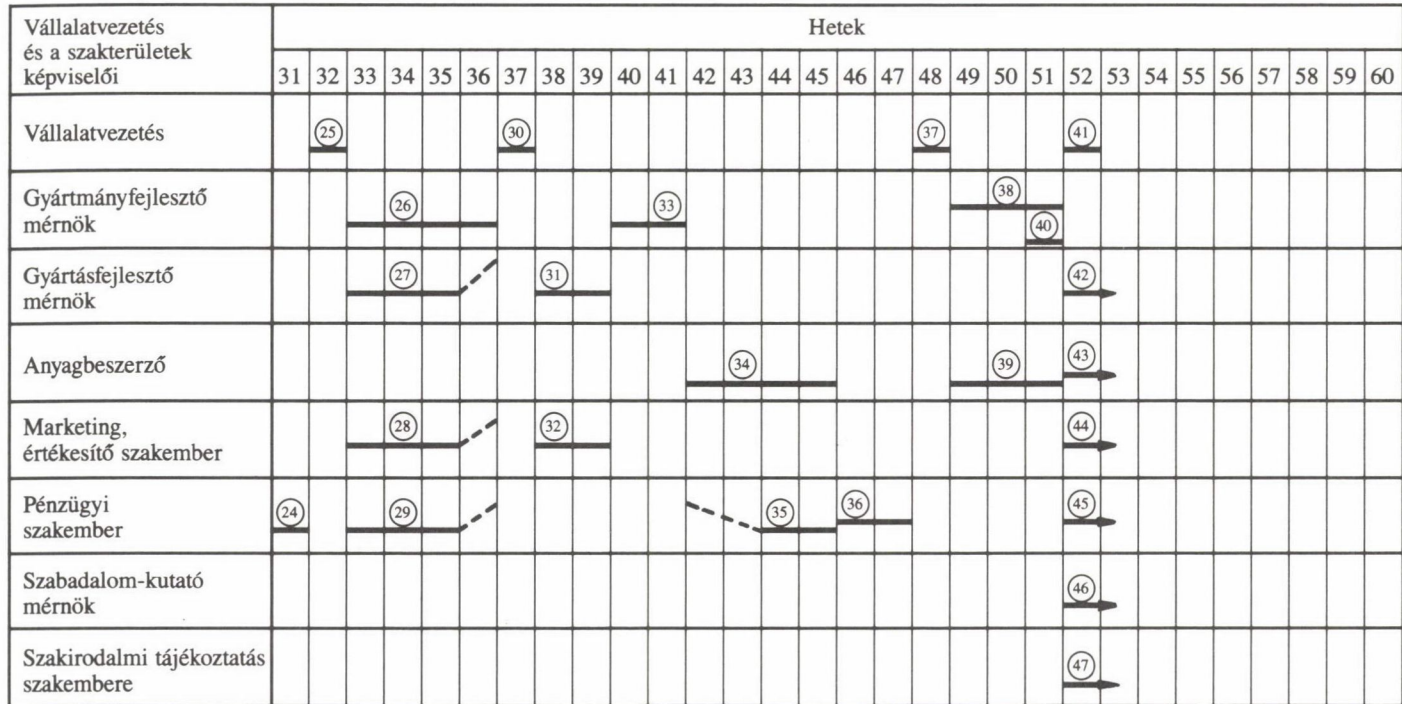 Vállalatvezetés
és a szakterületek
képviselői
Hetek
31 32 33 34 35 36 37 38 39 40 41 42 43 44 45 46 47 48 49 50 51 52 53 54 55 56 57 58 59 60
Vállalatvezetés
25 30 37 41
Gyártmányfejlesztő
mérnök
26 33 38
40
Gyártásfejlesztő
mérnök
27 31 42
Anyagbeszerző
34 39 43
Marketing,
értékesítő szakember
28 32 44
Pénzügyi
szakember
24 29 35 36 45
Szabadalom-kutató
mérnök
46
Szakirodalmi tájékoztatás
szakembere
47